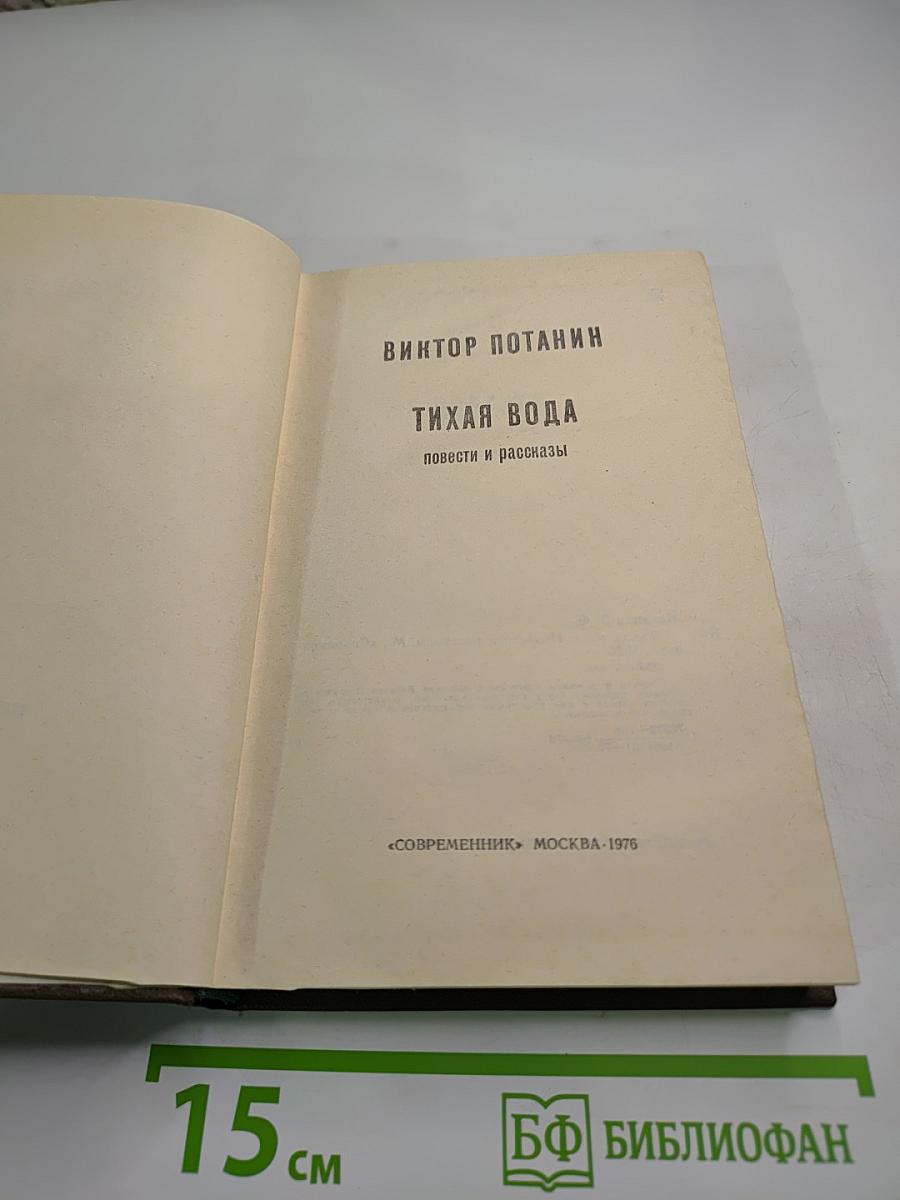 ВИКТОР ПОТАНИН
ТИХАЯ ВОДА
повести и рассказы
«СОВРЕМЕННИК» МОСКВА · 1976
15 см
БФ БИБЛИОФАН